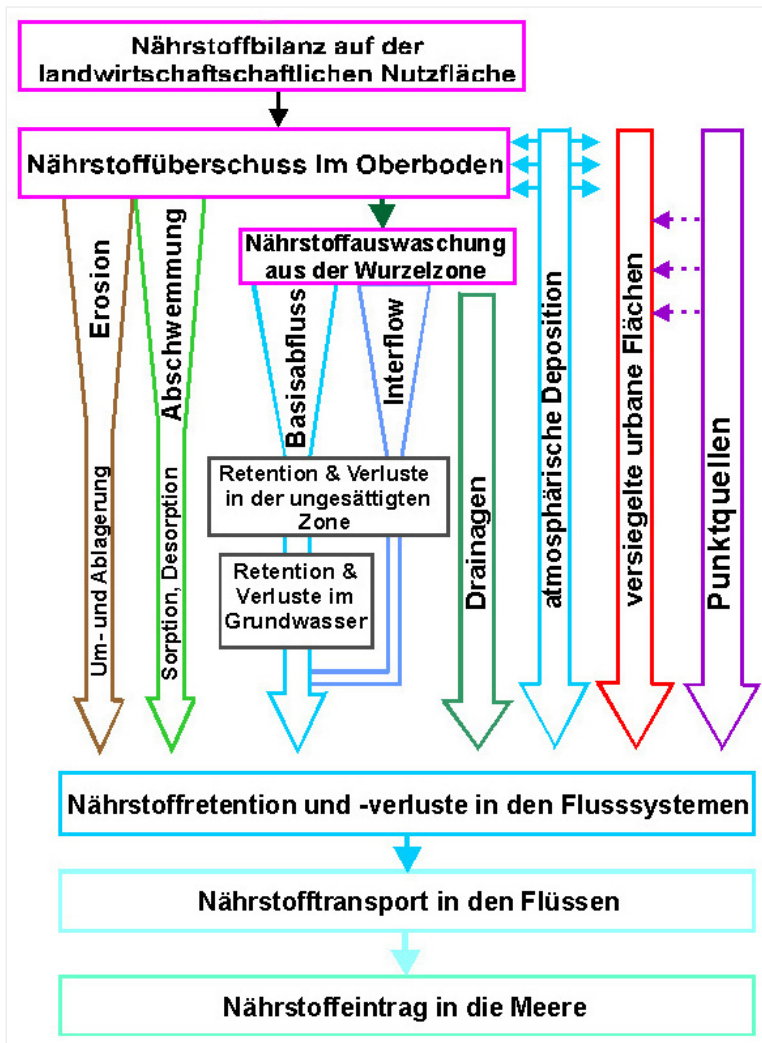 Nährstoffbilanz auf der
landwirtschaftschaftlichen Nutzfläche
Nährstoffüberschuss Im Oberboden
Nährstoffauswaschung
aus der Wurzelzone
Erosion
Abschwemmung
Basisabfluss
Interflow
Drainagen
atmosphärische Deposition
versiegelte urbane Flächen
Punktquellen
Um- und Ablagerung
Sorption, Desorption
Retention & Verluste
in der ungesättigten
Zone
Retention &
Verluste im
Grundwasser
Nährstoffretention und -verluste in den Flusssystemen
Nährstofftransport in den Flüssen
Nährstoffeintrag in die Meere